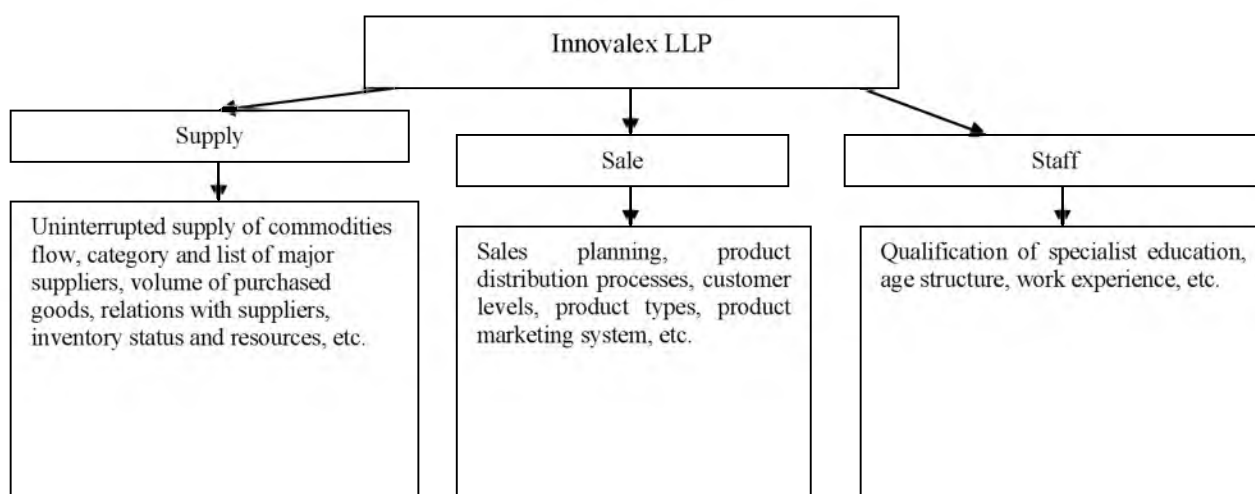 Innovalex LLP
Supply
Sale
Staff
Uninterrupted supply of commodities
flow, category and list of major
suppliers, volume of purchased
goods, relations with suppliers,
inventory status and resources, etc.
Sales planning, product
distribution processes, customer
levels, product types, product
marketing system, etc.
Qualification of specialist education,
age structure, work experience, etc.